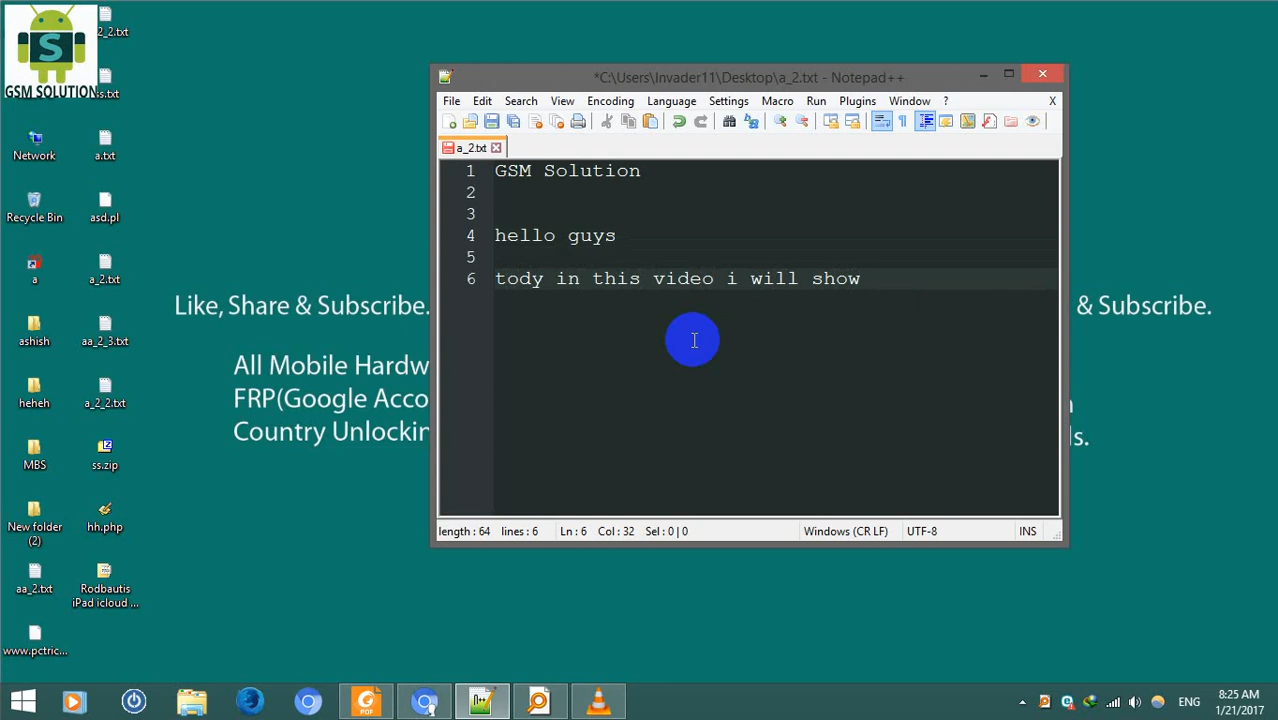 GSM SOLUTION
_2_2.txt
ss.txt
Network
a.txt
Recycle Bin
asd.pl
a
a_2.txt
ashish
aa_2_3.txt
heheh
a_2_2.txt
MBS
ss.zip
New folder
(2)
hh.php
aa_2.txt
Rodbautis
iPad icloud ...
www.pctric...
Like, Share & Subscribe.
& Subscribe.
All Mobile Hardw
FRP(Google Acco
Country Unlockin
s.
*C:\Users\Invader11\Desktop\a_2.txt - Notepad++
File Edit Search View Encoding Language Settings Macro Run Plugins Window ? X
a_2.txt
1 GSM Solution
2
3
4 hello guys
5
6 tody in this video i will show
length : 64 lines : 6 Ln : 6 Col : 32 Sel : 0 | 0 Windows (CR LF) UTF-8 INS
PDF
n++
ENG
8:25 AM
1/21/2017